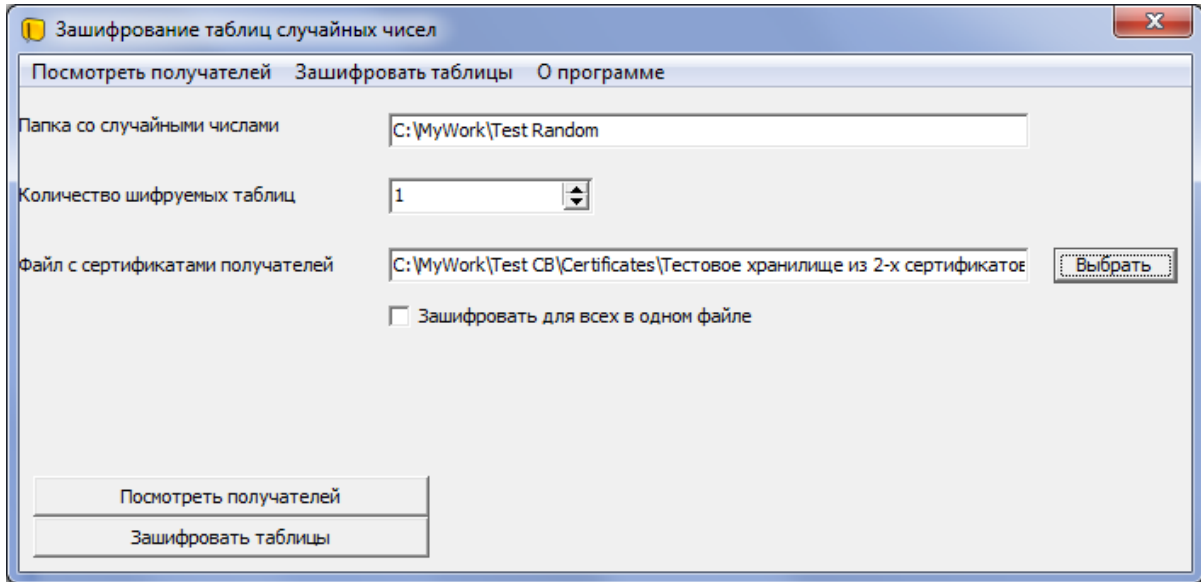 Зашифрование таблиц случайных чисел
Посмотреть получателей Зашифровать таблицы О программе
Папка со случайными числами C:\MyWork\Test Random
Количество шифруемых таблиц 1
Файл с сертификатами получателей C:\MyWork\Test CB\Certificates\Тестовое хранилище из 2-х сертификатов Выбрать
Зашифровать для всех в одном файле
Посмотреть получателей
Зашифровать таблицы